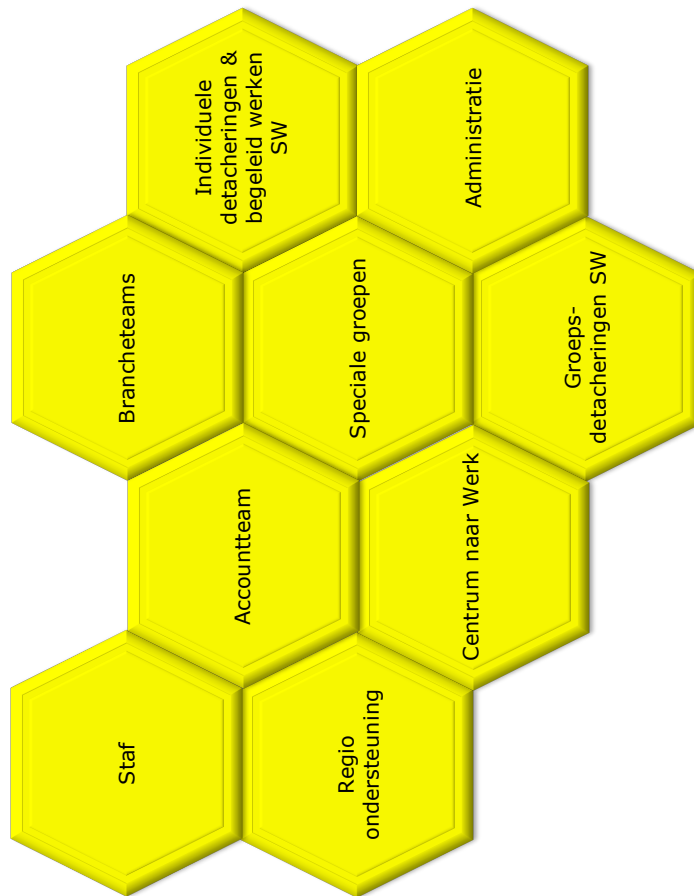 Staf
Brancheteams
Accountteam
Individuele
detacheringen &
begeleid werken
SW
Regio
ondersteuning
Speciale groepen
Centrum naar Werk
Administratie
Groeps-
detacheringen SW